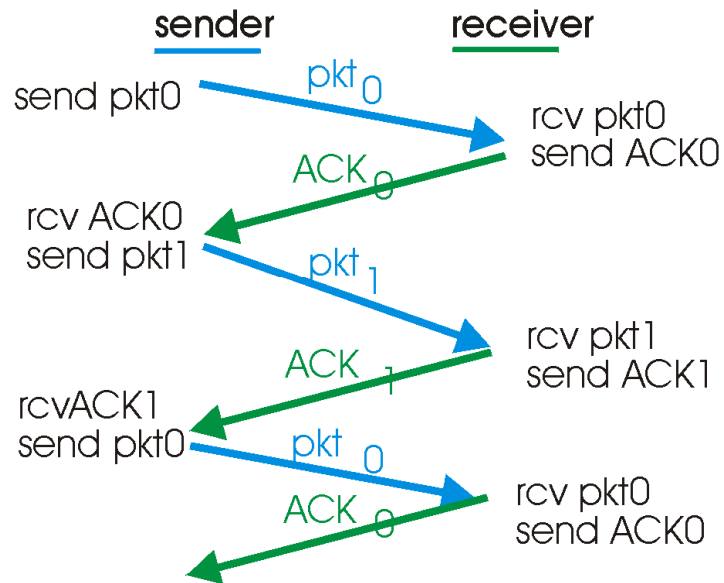 sender receiver
send pkt0
pkt0
rcv pkt0
send ACK0
ACK0
rcv ACK0
send pkt1
pkt1
rcv pkt1
send ACK1
ACK1
rcvACK1
send pkt0
pkt0
rcv pkt0
send ACK0
ACK0